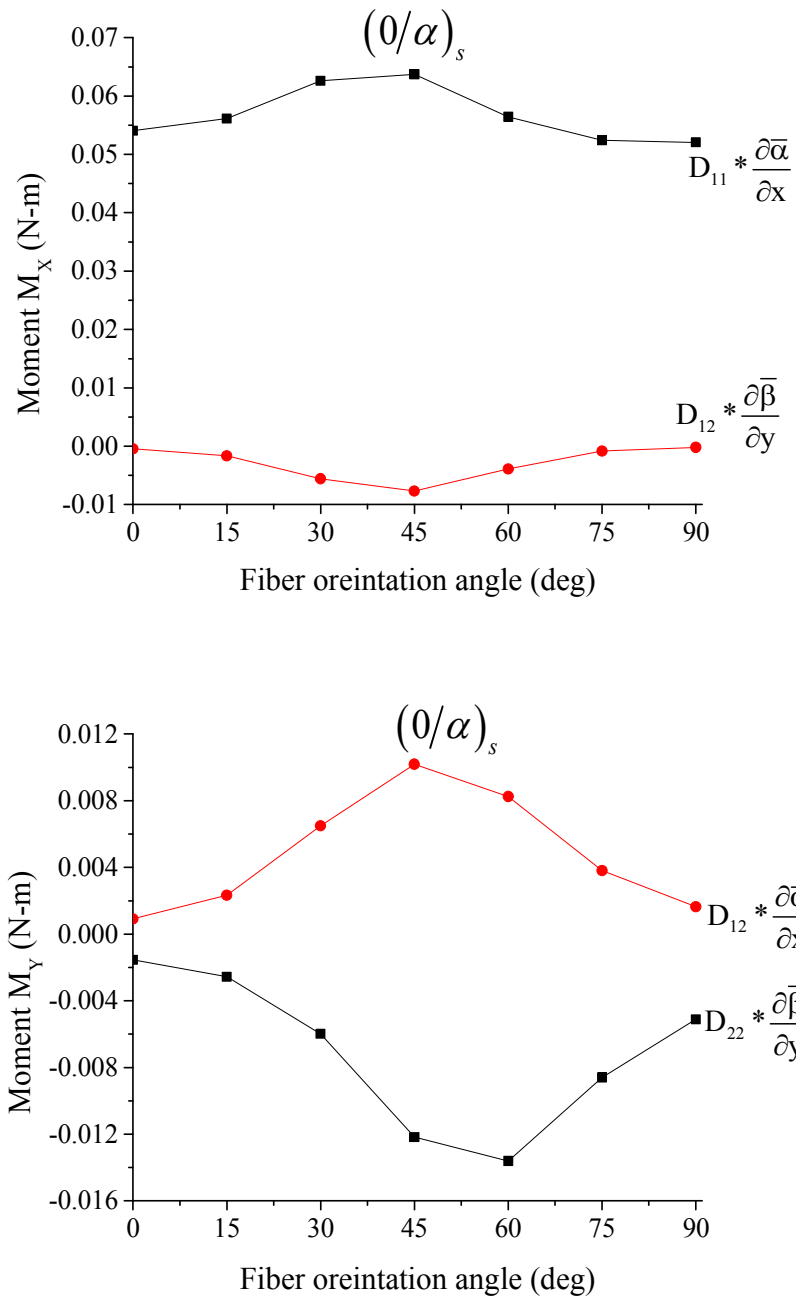 (0/α)s
0.07
0.06
0.05
0.04
0.03
0.02
0.01
0.00
-0.01
Moment MX (N-m)
D11 * ∂ᾱ/∂x
D12 * ∂β̄/∂y
0 15 30 45 60 75 90
Fiber oreintation angle (deg)
(0/α)s
0.012
0.008
0.004
0.000
-0.004
-0.008
-0.012
-0.016
Moment MY (N-m)
D12 * ∂ᾱ/∂x
D22 * ∂β̄/∂y
0 15 30 45 60 75 90
Fiber oreintation angle (deg)